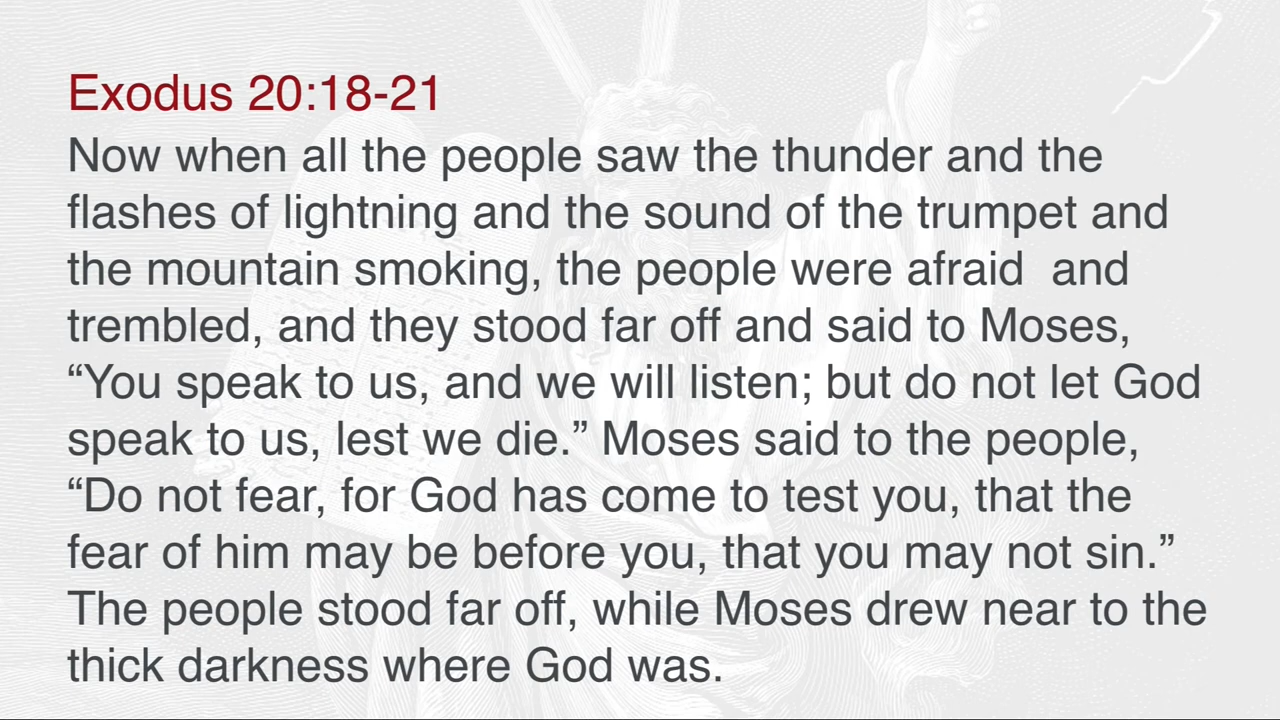 Exodus 20:18-21
Now when all the people saw the thunder and the
flashes of lightning and the sound of the trumpet and
the mountain smoking, the people were afraid  and
trembled, and they stood far off and said to Moses,
“You speak to us, and we will listen; but do not let God
speak to us, lest we die.” Moses said to the people,
“Do not fear, for God has come to test you, that the
fear of him may be before you, that you may not sin.”
The people stood far off, while Moses drew near to the
thick darkness where God was.